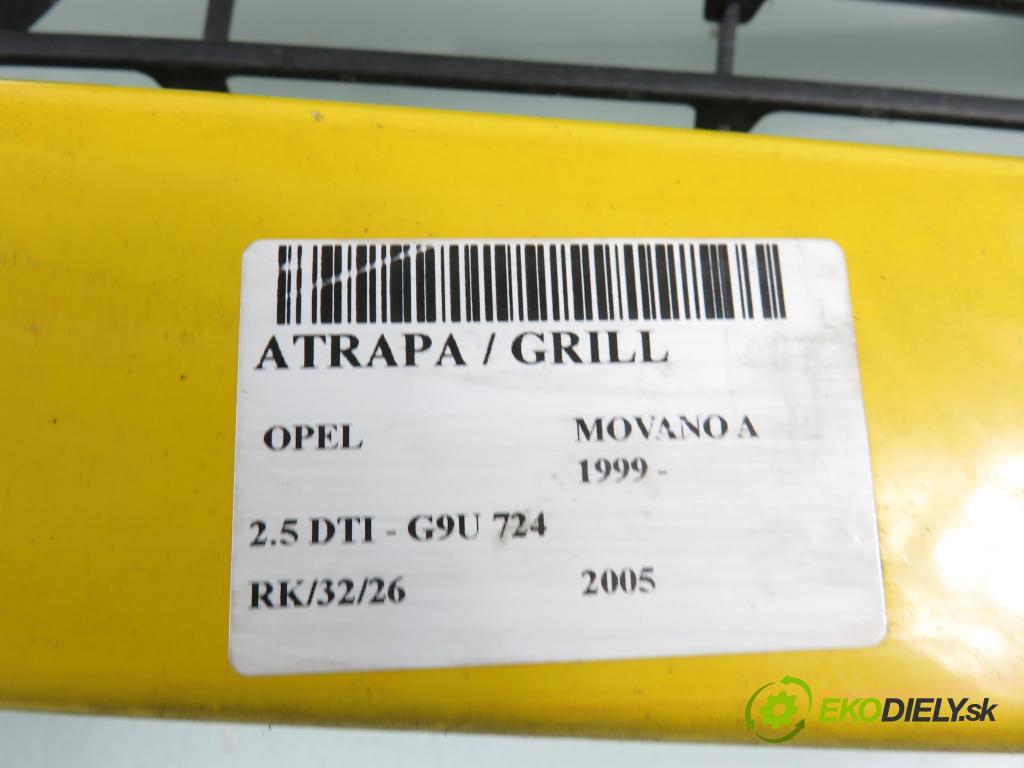 ATRAPA / GRILL
OPEL MOVANO A
1999 -
2.5 DTI - G9U 724
RK/32/26 2005
EKODIELY.sk